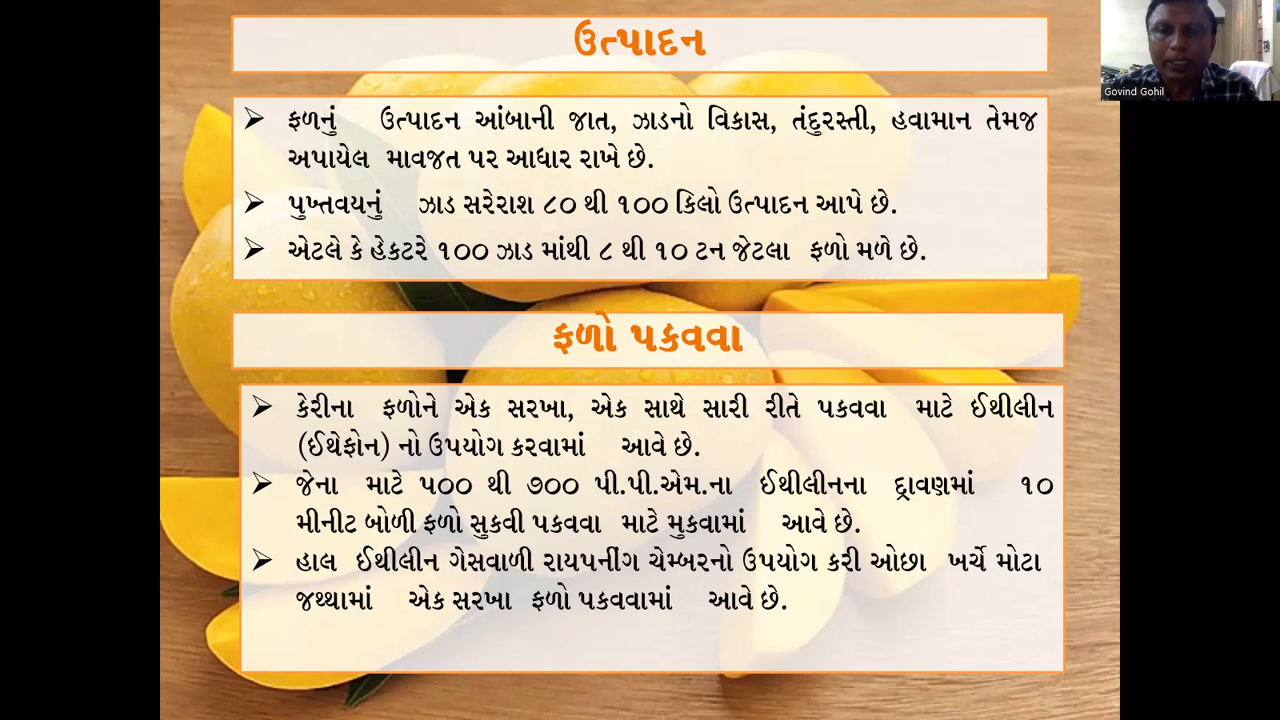 ઉત્પાદન
Govind Gohil
➢ ફળનું ઉત્પાદન આંબાની જાત, ઝાડનો વિકાસ, તંદુરસ્તી, હવામાન તેમજ
અપાયેલ માવજત પર આધાર રાખે છે.
➢ પુખ્તવયનું ઝાડ સરેરાશ ૮૦ થી ૧૦૦ કિલો ઉત્પાદન આપે છે.
➢ એટલે કે હેકટરે ૧૦૦ ઝાડ માંથી ૮ થી ૧૦ ટન જેટલા ફળો મળે છે.
ફળો પકવવા
➢ કેરીના ફળોને એક સરખા, એક સાથે સારી રીતે પકવવા માટે ઈથીલીન
(ઈથેફોન) નો ઉપયોગ કરવામાં આવે છે.
➢ જેના માટે ૫૦૦ થી ૭૦૦ પી.પી.એમ.ના ઈથીલીનના દ્રાવણમાં ૧૦
મીનીટ બોળી ફળો સુકવી પકવવા માટે મુકવામાં આવે છે.
➢ હાલ ઈથીલીન ગેસવાળી રાયપનીંગ ચેમ્બરનો ઉપયોગ કરી ઓછા ખર્ચે મોટા
જથ્થામાં એક સરખા ફળો પકવવામાં આવે છે.